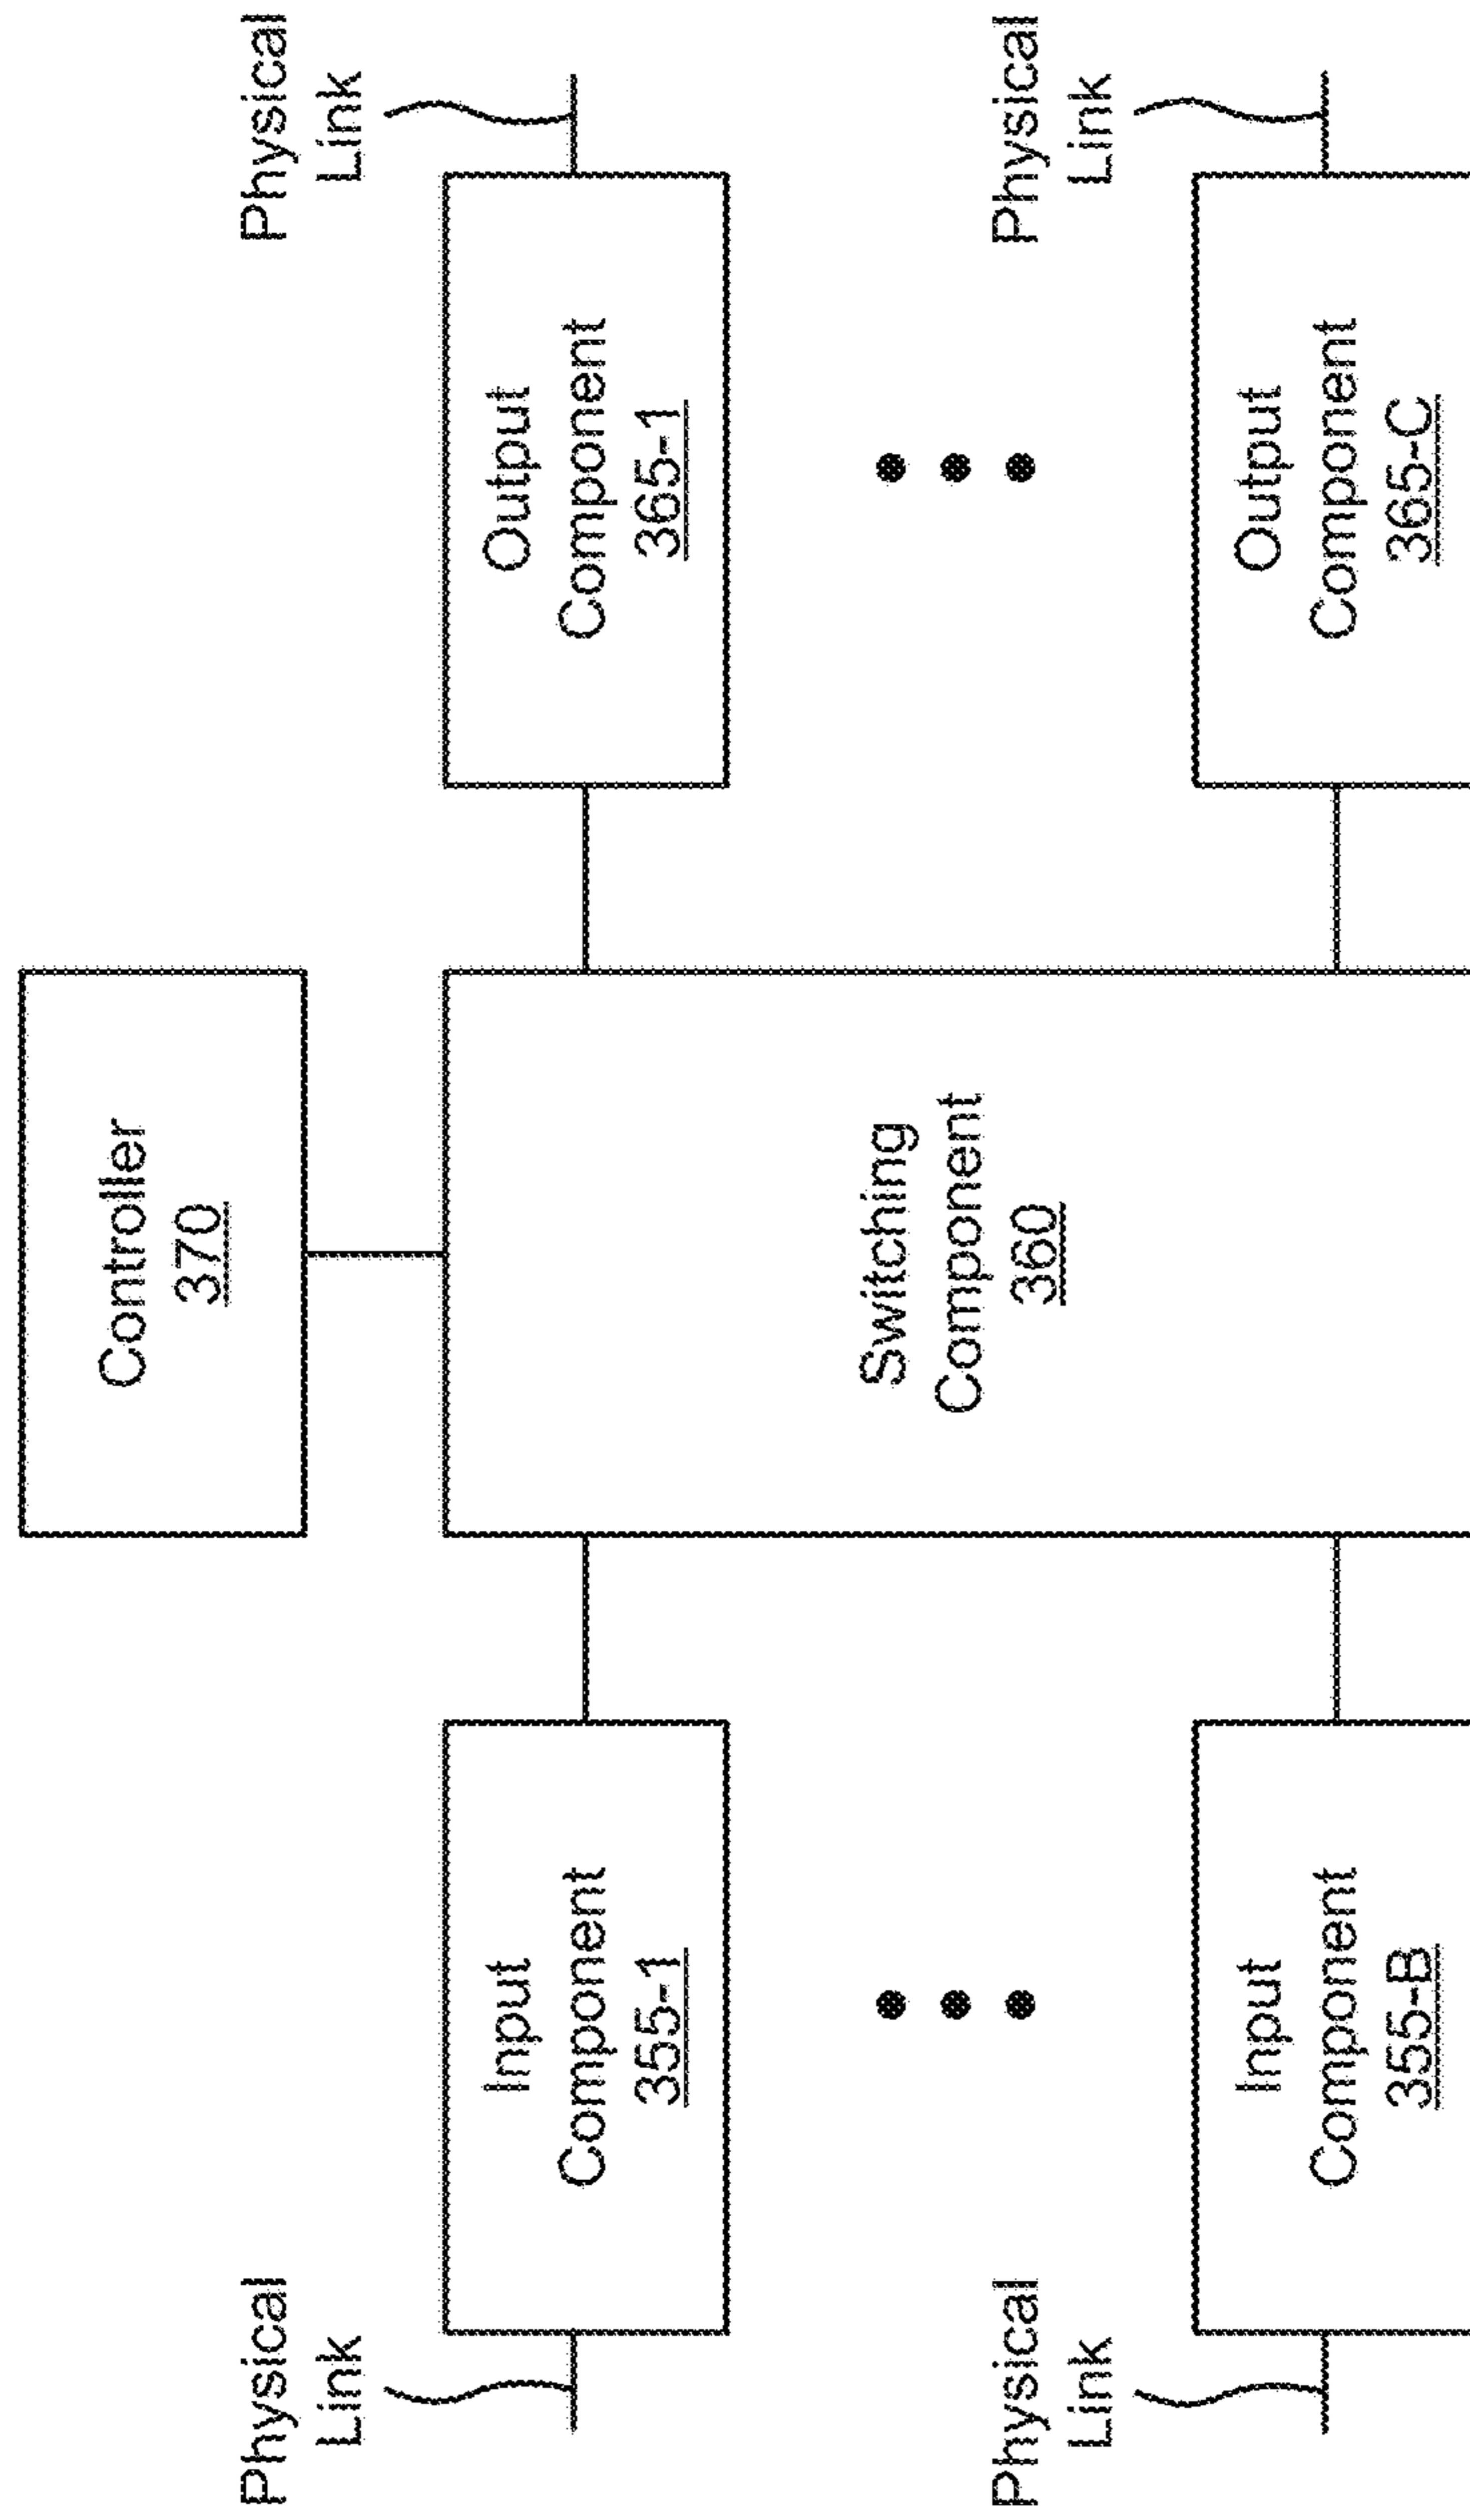 Controller
370
Physical
Link
Input
Component
355-1
Switching
Component
360
Output
Component
365-1
Physical
Link
Physical
Link
Input
Component
355-B
Output
Component
365-C
Physical
Link